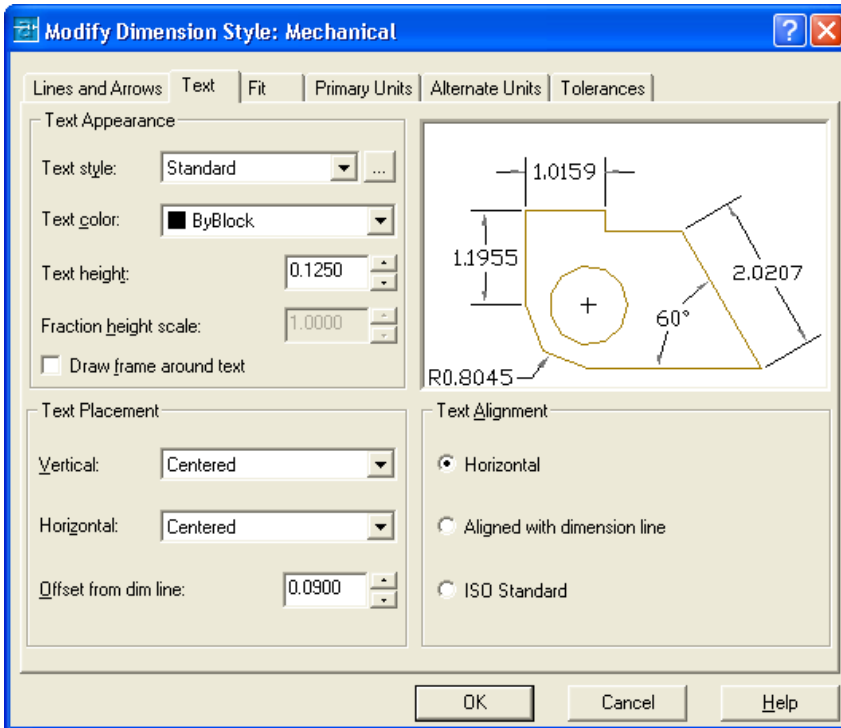 Modify Dimension Style: Mechanical
Lines and Arrows Text Fit Primary Units Alternate Units Tolerances
Text Appearance
Text style: Standard ...
Text color: ByBlock
Text height: 0.1250
Fraction height scale: 1.0000
Draw frame around text
1.0159
1.1955
2.0207
60°
R0.8045
Text Placement
Vertical: Centered
Horizontal: Centered
Offset from dim line: 0.0900
Text Alignment
Horizontal
Aligned with dimension line
ISO Standard
OK Cancel Help